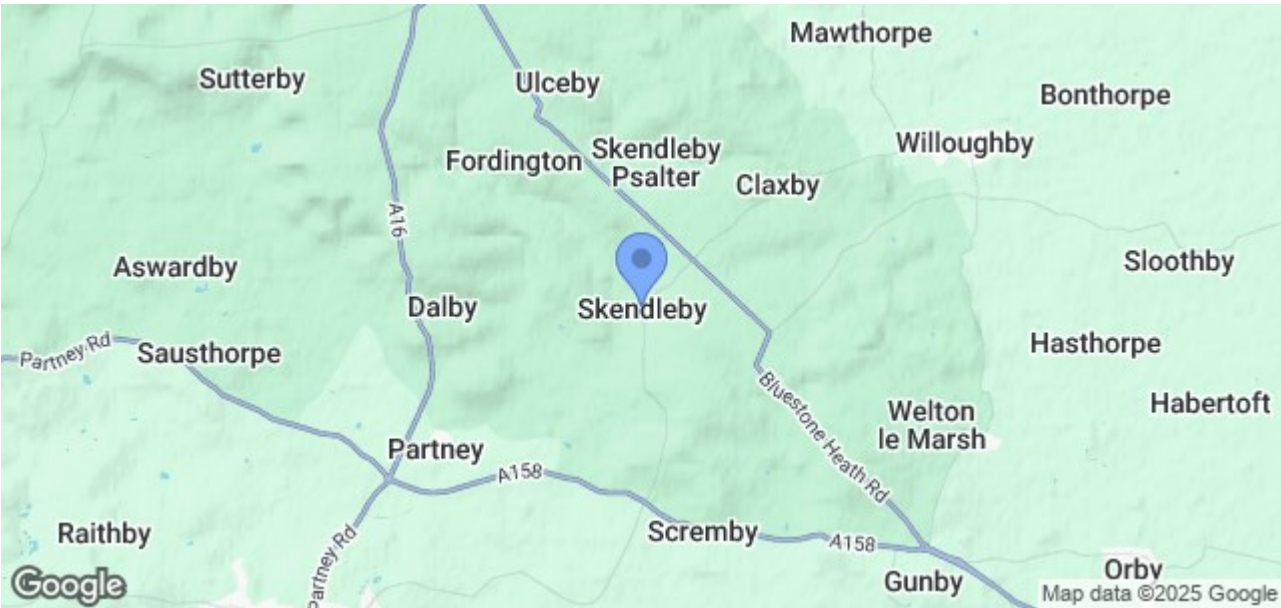 Mawthorpe
Sutterby
Ulceby
Bonthorpe
Willoughby
Fordington
Skendleby
Psalter
Claxby
A16
Aswardby
Sloothby
Dalby
Skendleby
Partney Rd
Sausthorpe
Hasthorpe
Bluestone Heath Rd
Habertoft
Welton
le Marsh
Partney
A158
Raithby
Partney Rd
Scremby
A158
Gunby
Orby
Google
Map data ©2025 Google